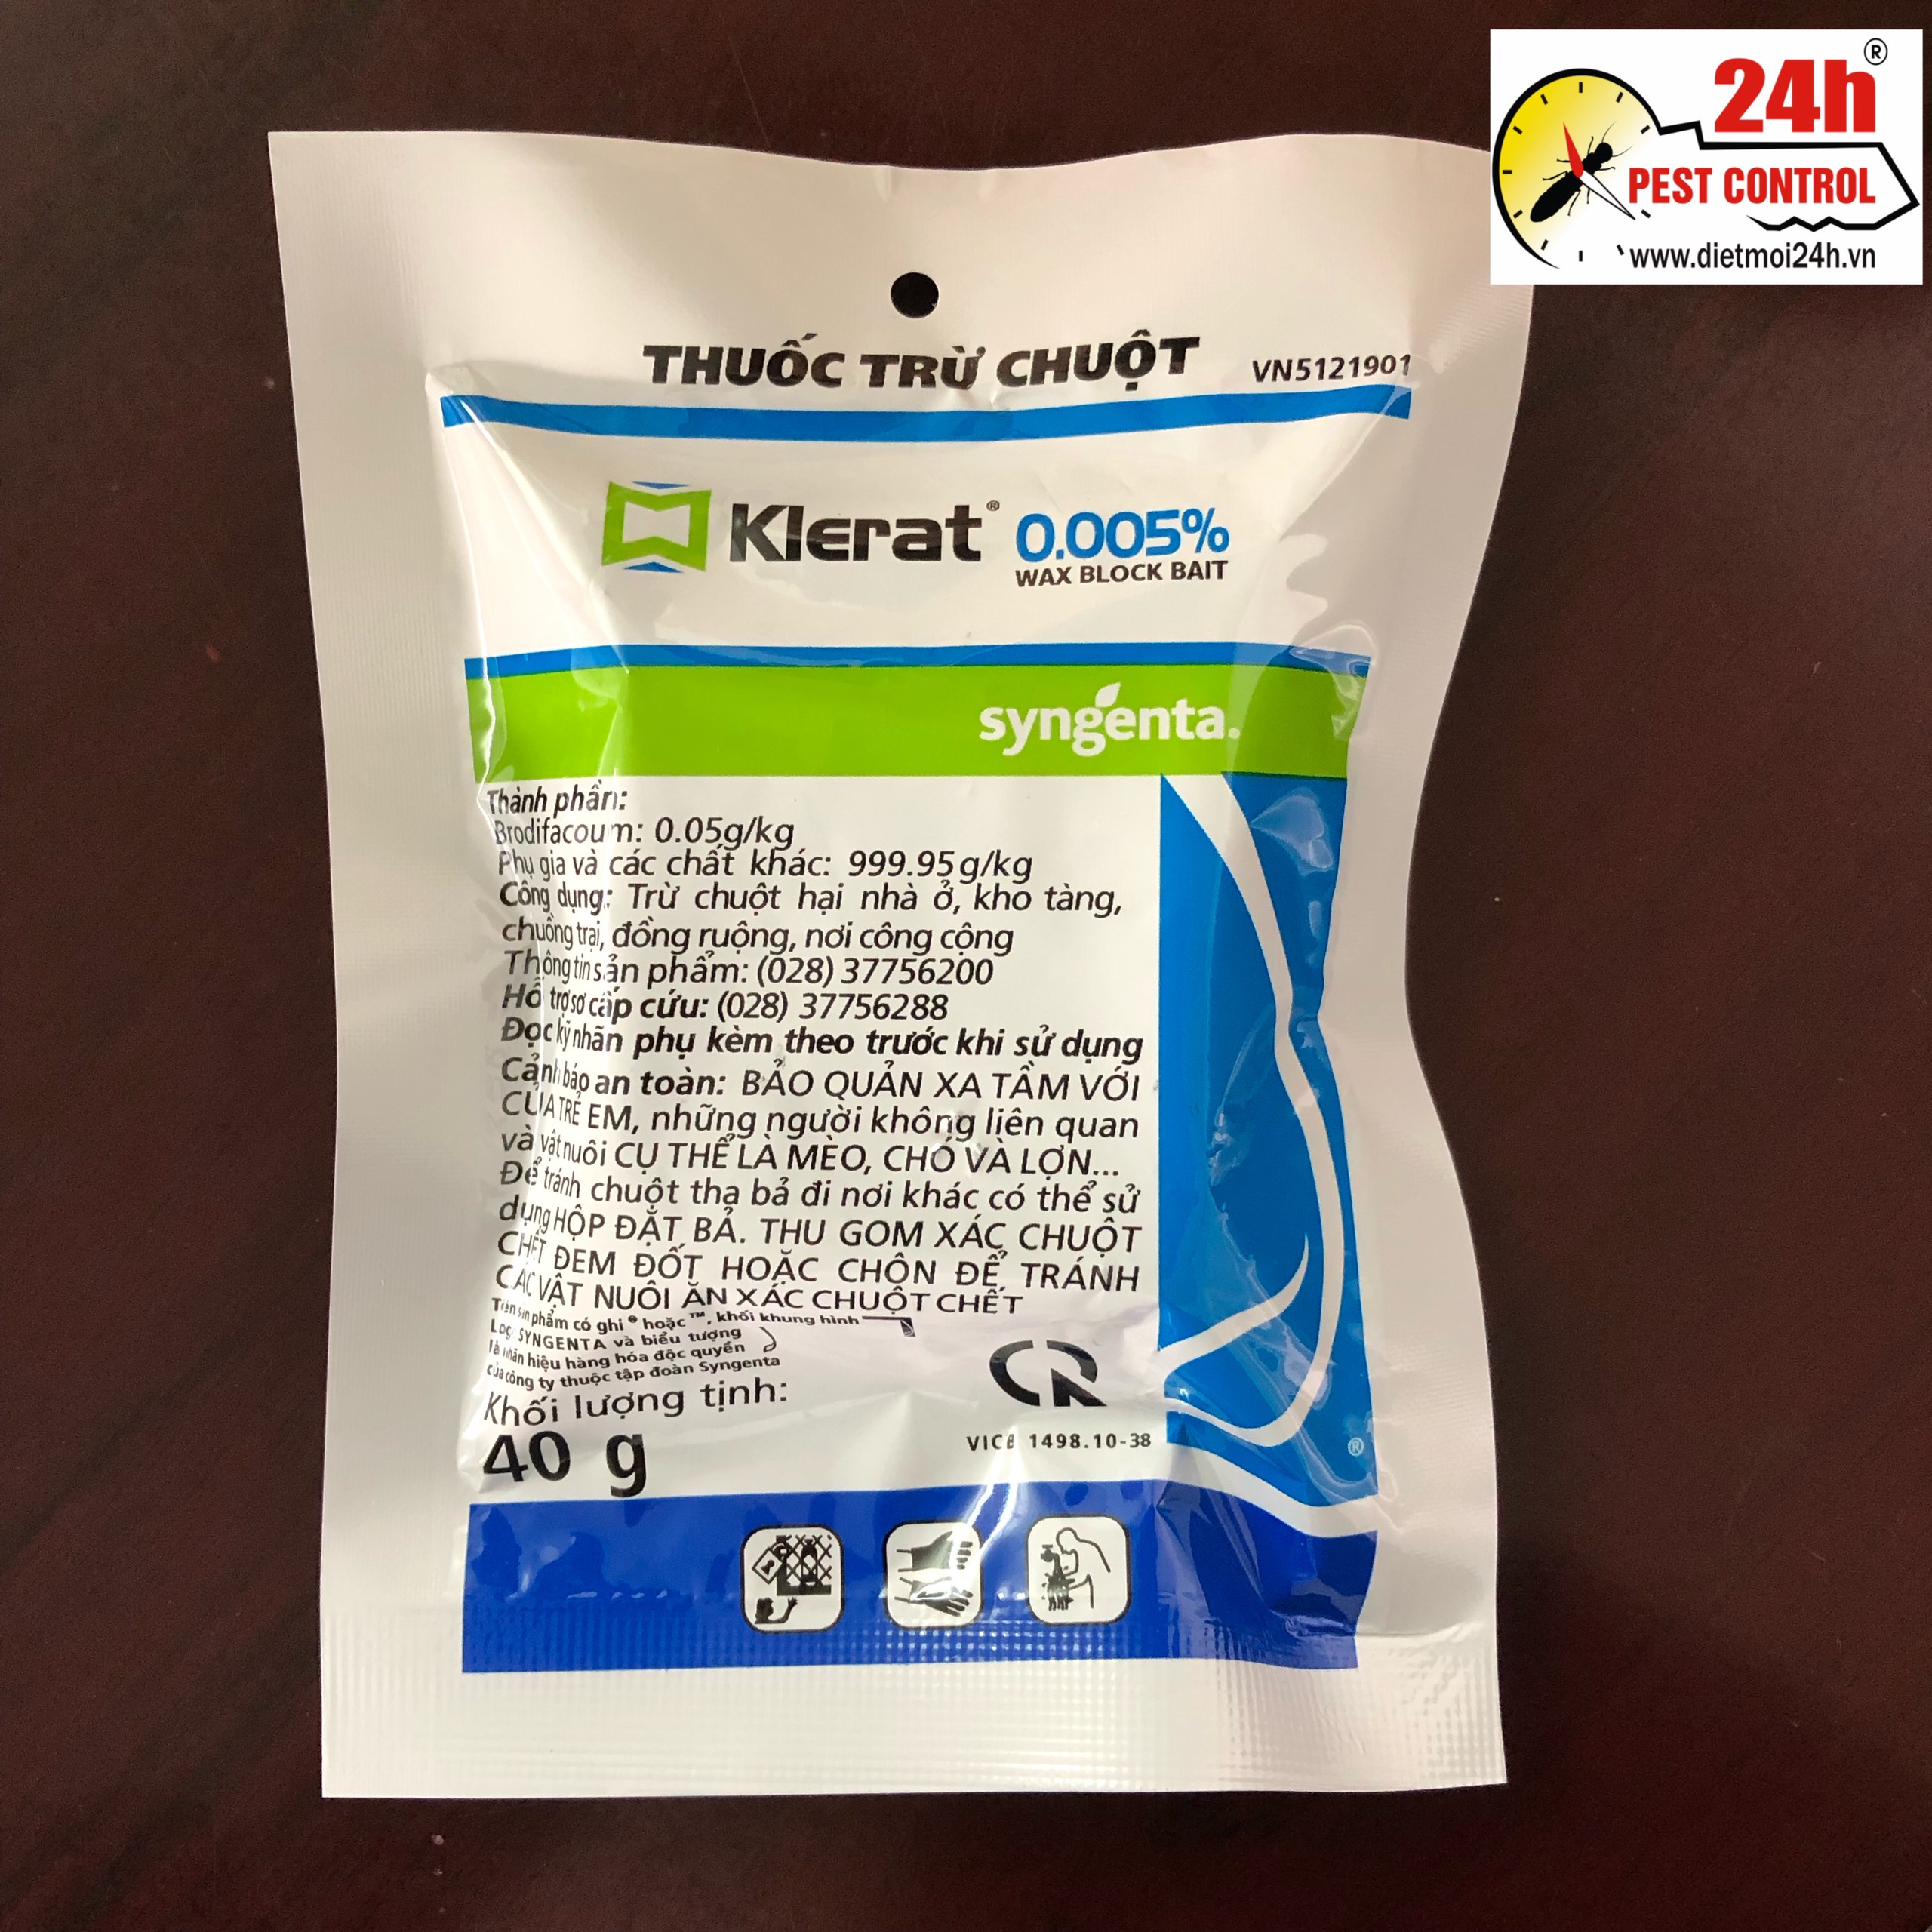 24h®
PEST CONTROL
www.dietmoi24h.vn
THUỐC TRỪ CHUỘT VN5121901
Klerat® 0.005%
WAX BLOCK BAIT
syngenta.
Thành phần:
Brodifacoum: 0.05g/kg
Phụ gia và các chất khác: 999.95g/kg
Công dụng: Trừ chuột hại nhà ở, kho tàng,
chuồng trại, đồng ruộng, nơi công cộng
Thông tin sản phẩm: (028) 37756200
Hỗ trợ sơ cấp cứu: (028) 37756288
Đọc kỹ nhãn phụ kèm theo trước khi sử dụng
Cảnh báo an toàn: BẢO QUẢN XA TẦM VỚI
CỦA TRẺ EM, những người không liên quan
và vật nuôi CỤ THỂ LÀ MÈO, CHÓ VÀ LỢN...
Để tránh chuột tha bả đi nơi khác có thể sử
dụng HỘP ĐẶT BẢ. THU GOM XÁC CHUỘT
CHẾT ĐEM ĐỐT HOẶC CHÔN ĐỂ TRÁNH
CÁC VẬT NUÔI ĂN XÁC CHUỘT CHẾT
Trên sản phẩm có ghi ® hoặc ™, khối khung hình
Logo SYNGENTA và biểu tượng
là nhãn hiệu hàng hóa độc quyền
của công ty thuộc tập đoàn Syngenta
Khối lượng tịnh:
40 g
CR
VICB 1498.10-38
®